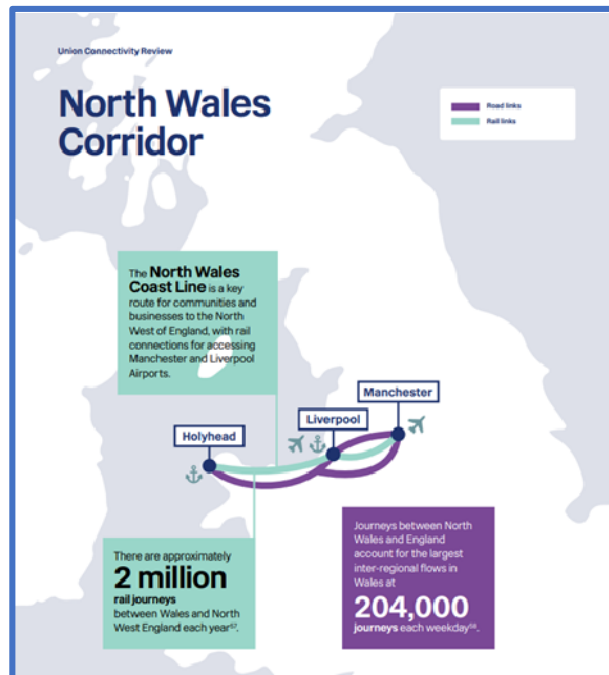 Union Connectivity Review
North Wales
Corridor
Road links
Rail links
The North Wales
Coast Line is a key
route for communities and
businesses to the North
West of England, with rail
connections for accessing
Manchester and Liverpool
Airports.
Manchester
Liverpool
Holyhead
There are approximately
2 million
rail journeys
between Wales and North
West England each year⁵⁷.
Journeys between North
Wales and England
account for the largest
inter-regional flows in
Wales at
204,000
journeys each weekday⁵⁸.